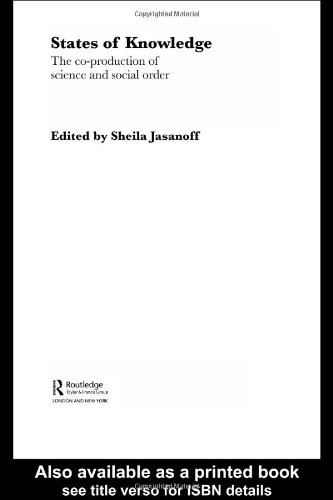 Copyrighted Material
States of Knowledge
The co-production of
science and social order
Edited by Sheila Jasanoff
R
Routledge
Taylor & Francis Group
LONDON AND NEW YORK
Copyrighted Material
Also available as a printed book
see title verso for ISBN details